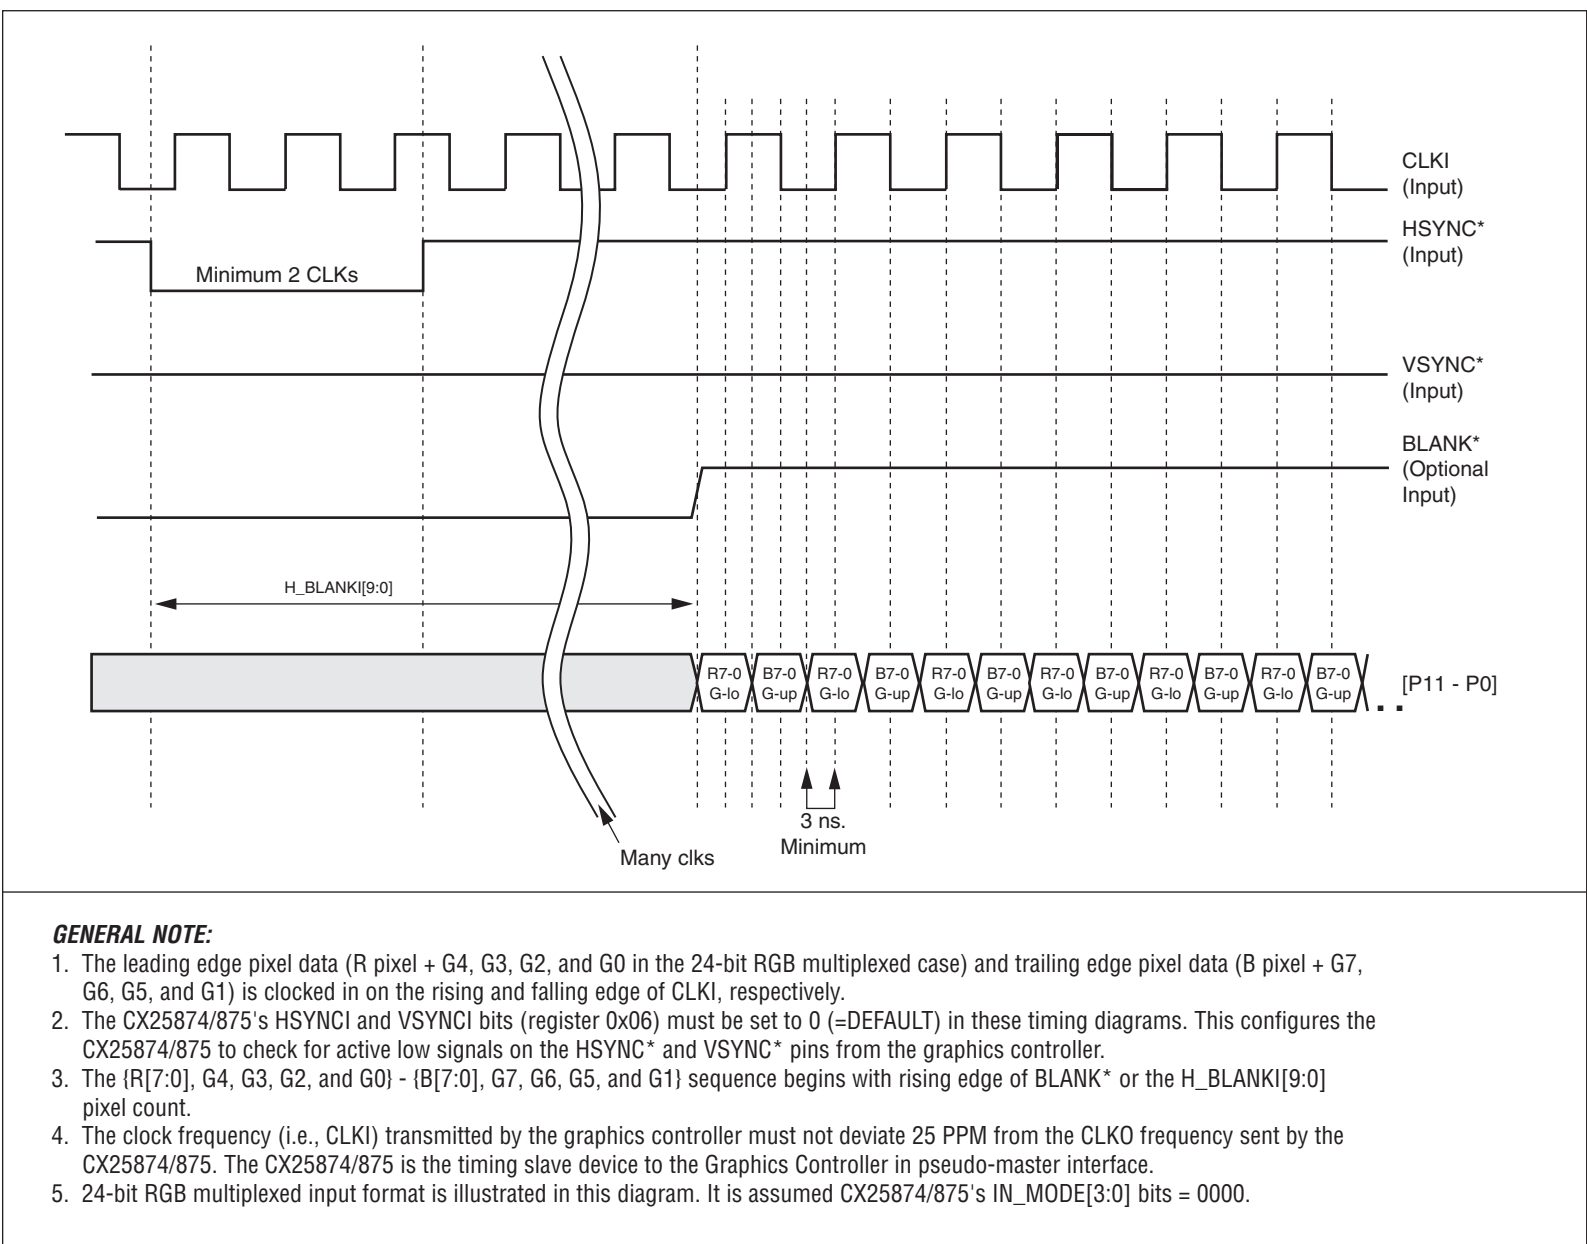 CLKI
(Input)
HSYNC*
(Input)
Minimum 2 CLKs
VSYNC*
(Input)
BLANK*
(Optional
Input)
H_BLANKI[9:0]
R7-0 B7-0 R7-0 B7-0 R7-0 B7-0 R7-0 B7-0 R7-0 B7-0 R7-0 B7-0
G-lo G-up G-lo G-up G-lo G-up G-lo G-up G-lo G-up G-lo G-up
. .
[P11 - P0]
3 ns.
Minimum
Many clks
GENERAL NOTE:
1. The leading edge pixel data (R pixel + G4, G3, G2, and G0 in the 24-bit RGB multiplexed case) and trailing edge pixel data (B pixel + G7,
G6, G5, and G1) is clocked in on the rising and falling edge of CLKI, respectively.
2. The CX25874/875's HSYNCI and VSYNCI bits (register 0x06) must be set to 0 (=DEFAULT) in these timing diagrams. This configures the
CX25874/875 to check for active low signals on the HSYNC* and VSYNC* pins from the graphics controller.
3. The {R[7:0], G4, G3, G2, and G0} - {B[7:0], G7, G6, G5, and G1} sequence begins with rising edge of BLANK* or the H_BLANKI[9:0]
pixel count.
4. The clock frequency (i.e., CLKI) transmitted by the graphics controller must not deviate 25 PPM from the CLKO frequency sent by the
CX25874/875. The CX25874/875 is the timing slave device to the Graphics Controller in pseudo-master interface.
5. 24-bit RGB multiplexed input format is illustrated in this diagram. It is assumed CX25874/875's IN_MODE[3:0] bits = 0000.